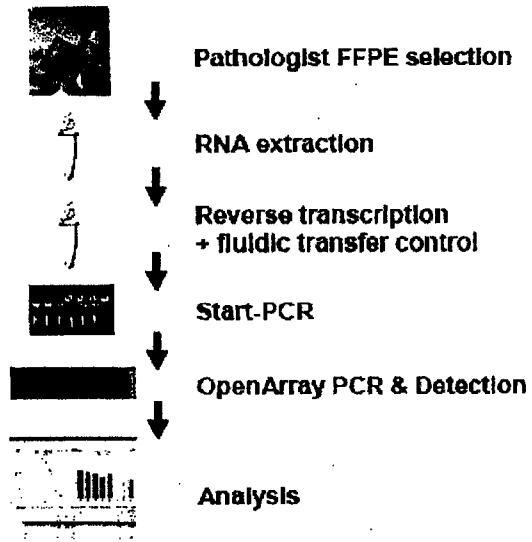 Pathologist FFPE selection
RNA extraction
Reverse transcription
+ fluidic transfer control
Start-PCR
OpenArray PCR & Detection
Analysis